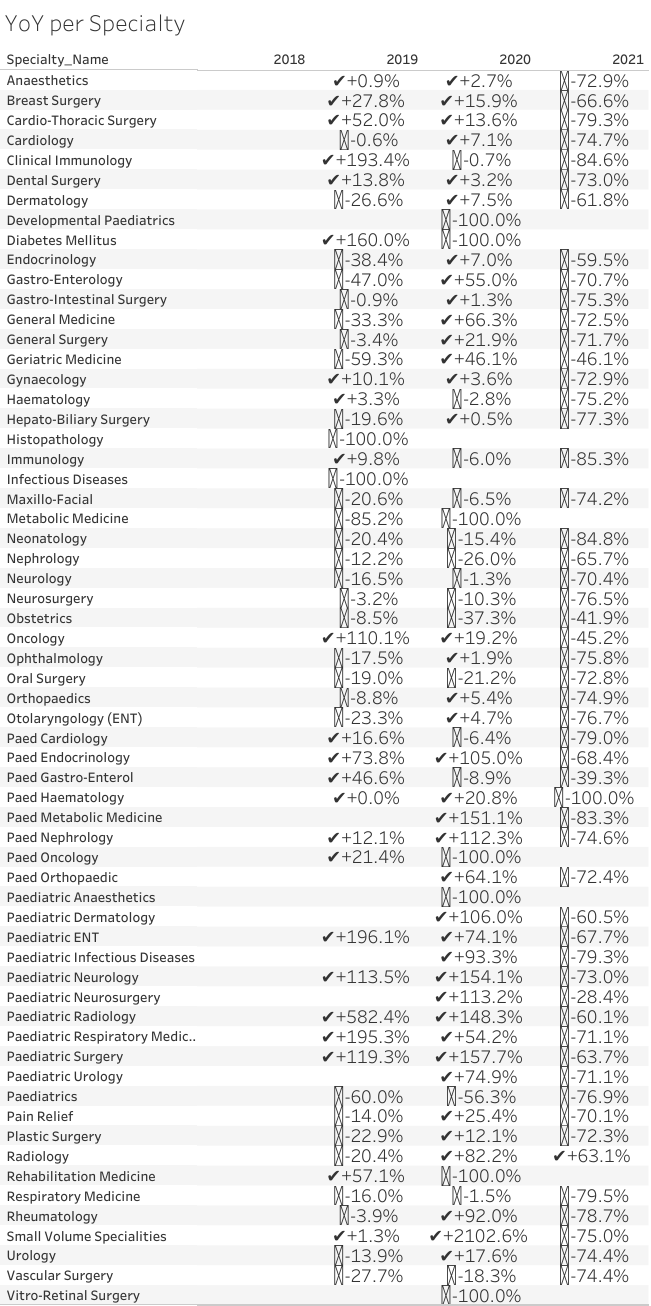 YoY per Specialty
Specialty_Name 2018 2019 2020 2021
Anaesthetics ✔+0.9% ✔+2.7% -72.9%
Breast Surgery ✔+27.8% ✔+15.9% -66.6%
Cardio-Thoracic Surgery ✔+52.0% ✔+13.6% -79.3%
Cardiology -0.6% ✔+7.1% -74.7%
Clinical Immunology ✔+193.4% -0.7% -84.6%
Dental Surgery ✔+13.8% ✔+3.2% -73.0%
Dermatology -26.6% ✔+7.5% -61.8%
Developmental Paediatrics -100.0%
Diabetes Mellitus ✔+160.0% -100.0%
Endocrinology -38.4% ✔+7.0% -59.5%
Gastro-Enterology -47.0% ✔+55.0% -70.7%
Gastro-Intestinal Surgery -0.9% ✔+1.3% -75.3%
General Medicine -33.3% ✔+66.3% -72.5%
General Surgery -3.4% ✔+21.9% -71.7%
Geriatric Medicine -59.3% ✔+46.1% -46.1%
Gynaecology ✔+10.1% ✔+3.6% -72.9%
Haematology ✔+3.3% -2.8% -75.2%
Hepato-Biliary Surgery -19.6% ✔+0.5% -77.3%
Histopathology -100.0%
Immunology ✔+9.8% -6.0% -85.3%
Infectious Diseases -100.0%
Maxillo-Facial -20.6% -6.5% -74.2%
Metabolic Medicine -85.2% -100.0%
Neonatology -20.4% -15.4% -84.8%
Nephrology -12.2% -26.0% -65.7%
Neurology -16.5% -1.3% -70.4%
Neurosurgery -3.2% -10.3% -76.5%
Obstetrics -8.5% -37.3% -41.9%
Oncology ✔+110.1% ✔+19.2% -45.2%
Ophthalmology -17.5% ✔+1.9% -75.8%
Oral Surgery -19.0% -21.2% -72.8%
Orthopaedics -8.8% ✔+5.4% -74.9%
Otolaryngology (ENT) -23.3% ✔+4.7% -76.7%
Paed Cardiology ✔+16.6% -6.4% -79.0%
Paed Endocrinology ✔+73.8% ✔+105.0% -68.4%
Paed Gastro-Enterol ✔+46.6% -8.9% -39.3%
Paed Haematology ✔+0.0% ✔+20.8% -100.0%
Paed Metabolic Medicine ✔+151.1% -83.3%
Paed Nephrology ✔+12.1% ✔+112.3% -74.6%
Paed Oncology ✔+21.4% -100.0%
Paed Orthopaedic ✔+64.1% -72.4%
Paediatric Anaesthetics -100.0%
Paediatric Dermatology ✔+106.0% -60.5%
Paediatric ENT ✔+196.1% ✔+74.1% -67.7%
Paediatric Infectious Diseases ✔+93.3% -79.3%
Paediatric Neurology ✔+113.5% ✔+154.1% -73.0%
Paediatric Neurosurgery ✔+113.2% -28.4%
Paediatric Radiology ✔+582.4% ✔+148.3% -60.1%
Paediatric Respiratory Medic.. ✔+195.3% ✔+54.2% -71.1%
Paediatric Surgery ✔+119.3% ✔+157.7% -63.7%
Paediatric Urology ✔+74.9% -71.1%
Paediatrics -60.0% -56.3% -76.9%
Pain Relief -14.0% ✔+25.4% -70.1%
Plastic Surgery -22.9% ✔+12.1% -72.3%
Radiology -20.4% ✔+82.2% ✔+63.1%
Rehabilitation Medicine ✔+57.1% -100.0%
Respiratory Medicine -16.0% -1.5% -79.5%
Rheumatology -3.9% ✔+92.0% -78.7%
Small Volume Specialities ✔+1.3% ✔+2102.6% -75.0%
Urology -13.9% ✔+17.6% -74.4%
Vascular Surgery -27.7% -18.3% -74.4%
Vitro-Retinal Surgery -100.0%